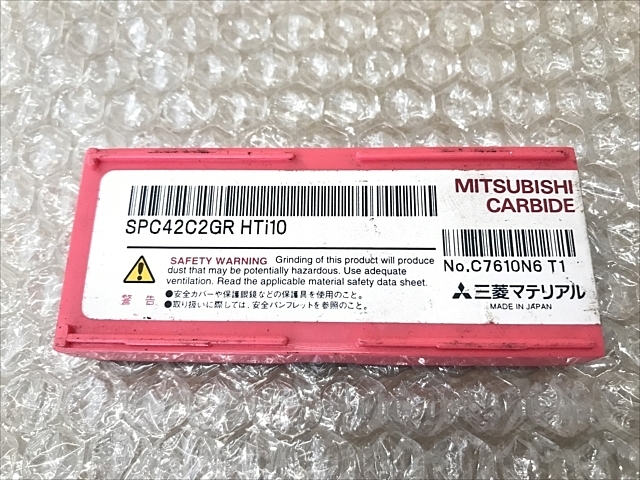 MITSUBISHI
CARBIDE
SPC42C2GR HTi10
No.C7610N6 T1
SAFETY WARNING Grinding of this product will produce
dust that may be potentially hazardous. Use adequate
ventilation. Read the applicable material safety data sheet.
警告
●安全カバーや保護眼鏡などの保護具を使用のこと。
●取り扱いに際しては、安全パンフレットを参照のこと。
三菱マテリアル
MADE IN JAPAN